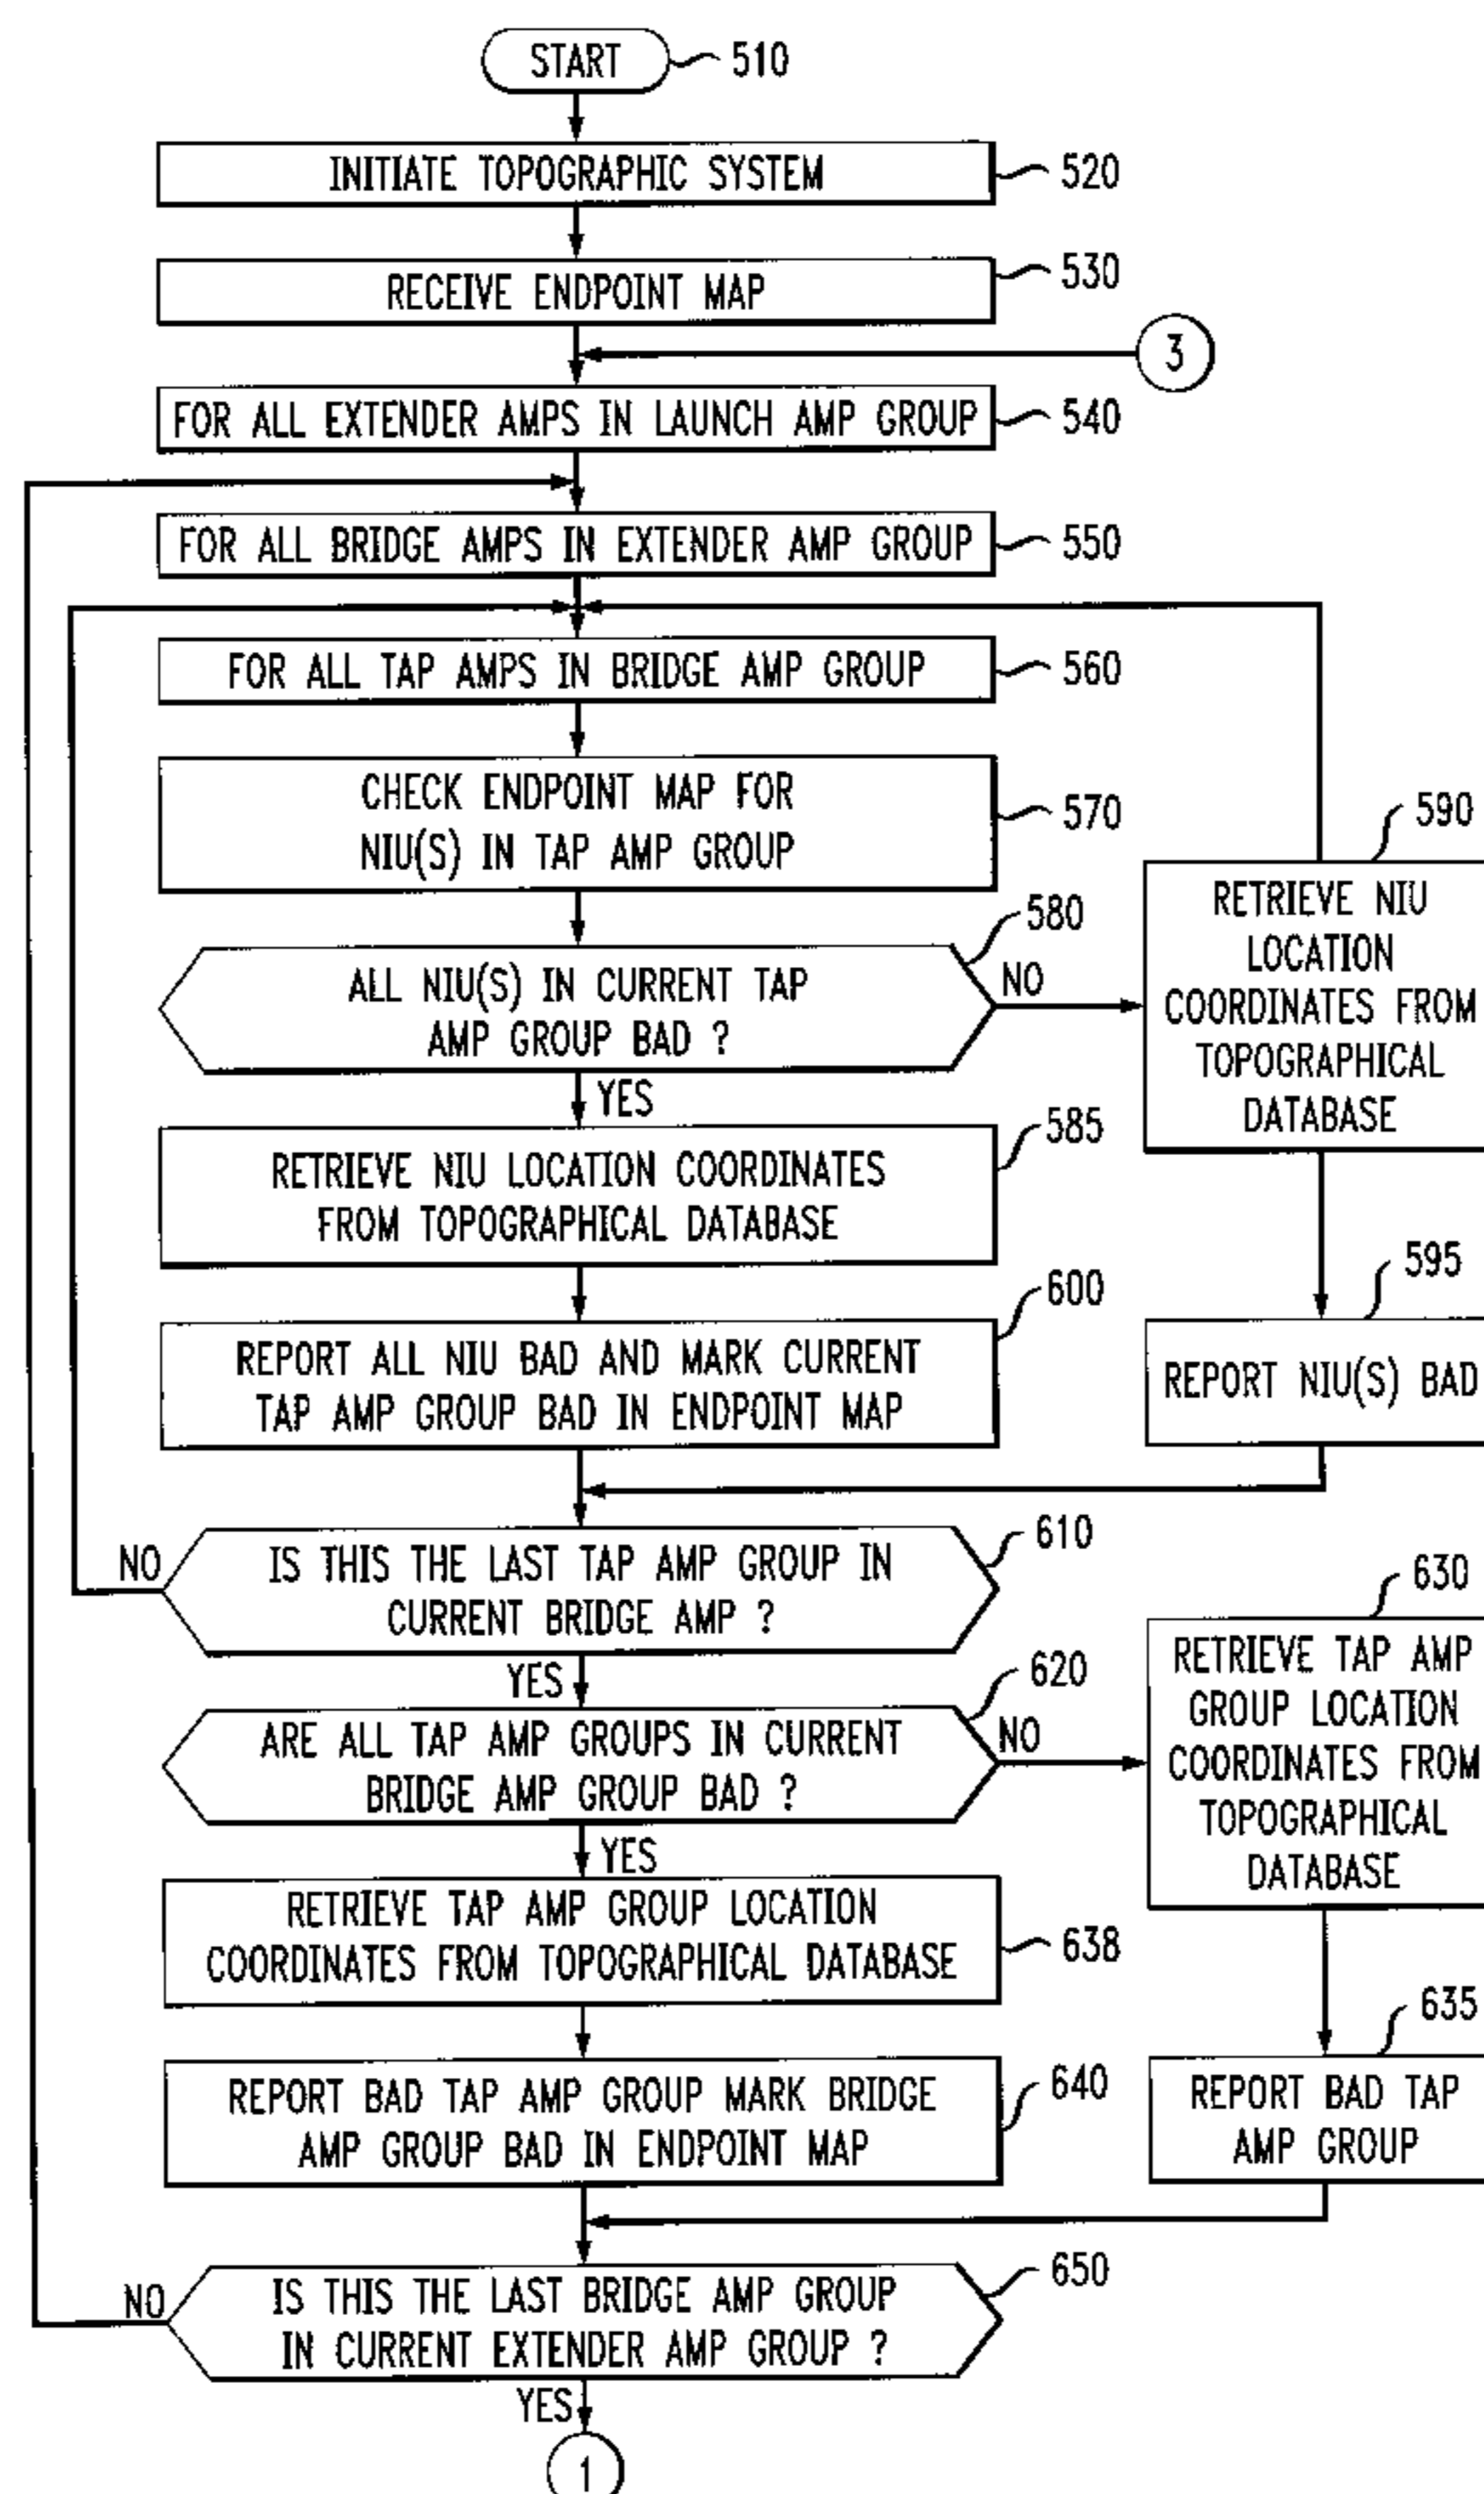 START
510
INITIATE TOPOGRAPHIC SYSTEM
520
RECEIVE ENDPOINT MAP
530
3
FOR ALL EXTENDER AMPS IN LAUNCH AMP GROUP
540
FOR ALL BRIDGE AMPS IN EXTENDER AMP GROUP
550
FOR ALL TAP AMPS IN BRIDGE AMP GROUP
560
CHECK ENDPOINT MAP FOR
NIU(S) IN TAP AMP GROUP
570
580
ALL NIU(S) IN CURRENT TAP
AMP GROUP BAD ?
NO
590
RETRIEVE NIU
LOCATION
COORDINATES FROM
TOPOGRAPHICAL
DATABASE
YES
585
RETRIEVE NIU LOCATION COORDINATES
FROM TOPOGRAPHICAL DATABASE
595
REPORT NIU(S) BAD
600
REPORT ALL NIU BAD AND MARK CURRENT
TAP AMP GROUP BAD IN ENDPOINT MAP
610
NO
IS THIS THE LAST TAP AMP GROUP IN
CURRENT BRIDGE AMP ?
YES
620
ARE ALL TAP AMP GROUPS IN CURRENT
BRIDGE AMP GROUP BAD ?
NO
630
RETRIEVE TAP AMP
GROUP LOCATION
COORDINATES FROM
TOPOGRAPHICAL
DATABASE
YES
RETRIEVE TAP AMP GROUP LOCATION
COORDINATES FROM TOPOGRAPHICAL DATABASE
638
635
REPORT BAD TAP
AMP GROUP
REPORT BAD TAP AMP GROUP MARK BRIDGE
AMP GROUP BAD IN ENDPOINT MAP
640
650
NO
IS THIS THE LAST BRIDGE AMP GROUP
IN CURRENT EXTENDER AMP GROUP ?
YES
1